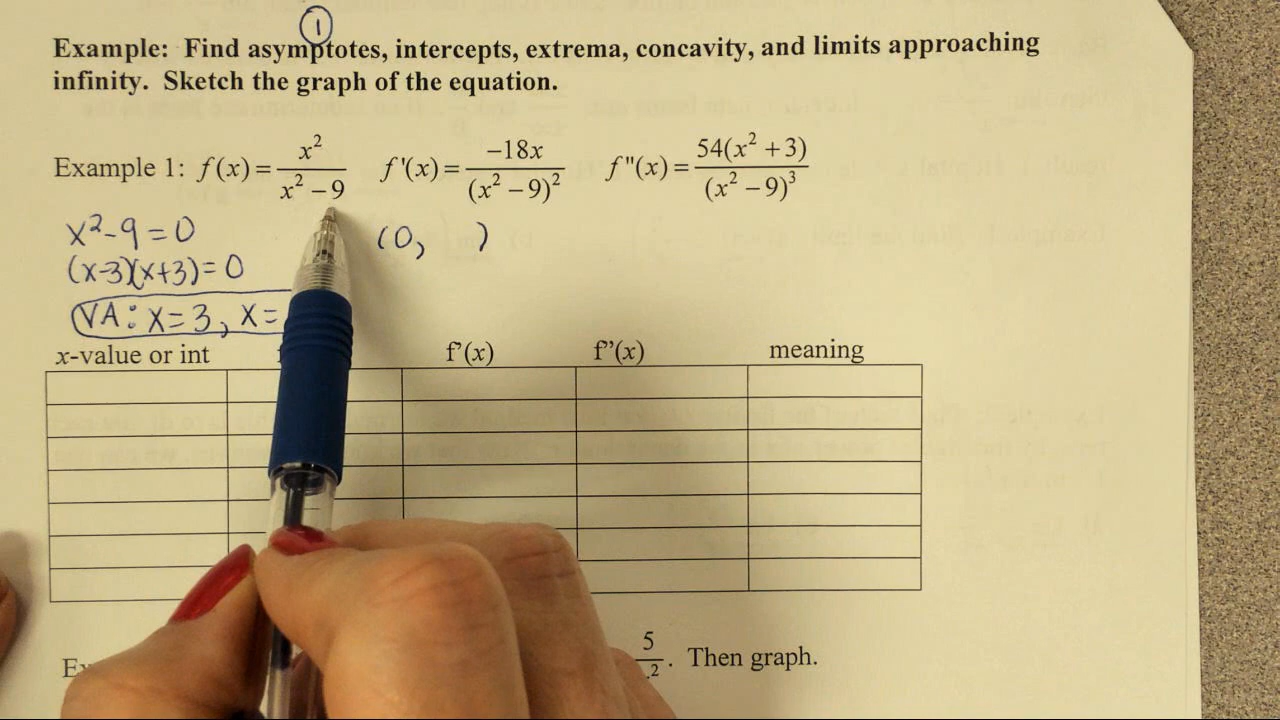 ①
Example: Find asymptotes, intercepts, extrema, concavity, and limits approaching
infinity. Sketch the graph of the equation.
Example 1: f(x) = x²/(x² − 9) f'(x) = −18x/(x² − 9)² f"(x) = 54(x² + 3)/(x² − 9)³
x² - 9 = 0 (0, )
(x-3)(x+3) = 0
VA: x = 3, x =
x-value or int f'(x) f”(x) meaning
5
2. Then graph.